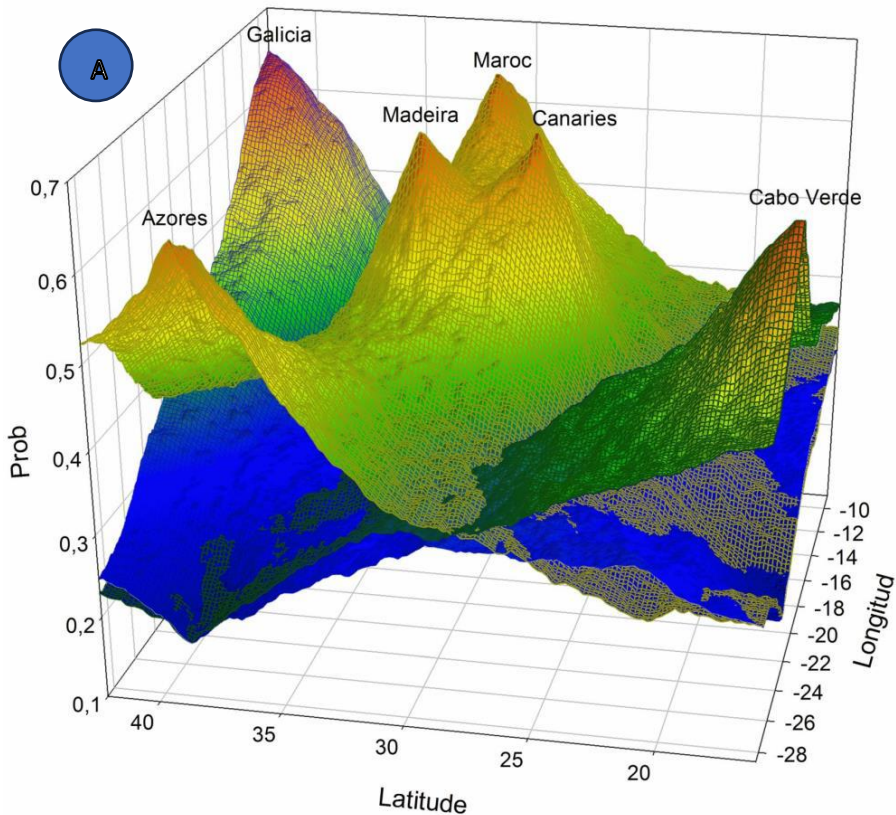 A
Galicia
Maroc
Madeira
Canaries
Cabo Verde
Azores
0,7
0,6
0,5
0,4
0,3
0,2
0,1
Prob
40
35
30
25
20
Latitude
-10
-12
-14
-16
-18
-20
-22
-24
-26
-28
Longitud